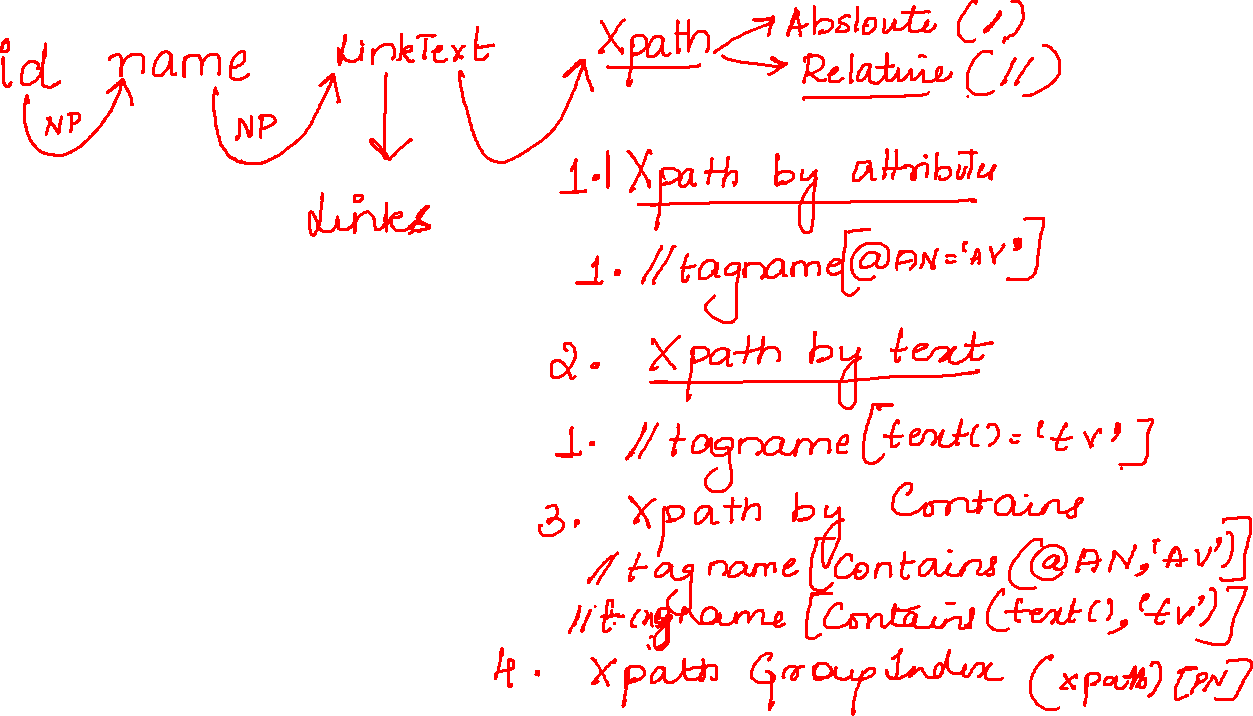 id name LinkText Xpath Absloute (/)
Relative (//)
NP NP
Links
1.1 Xpath by attribute
1. //tagname[@AN='AV']
2. Xpath by text
1. //tagname[text()='tv']
3. Xpath by Contains
//tagname[Contains(@AN,'AV')]
//tagname[Contains(text(),'tv')]
4. Xpath GroupIndex (xpath)[PN]